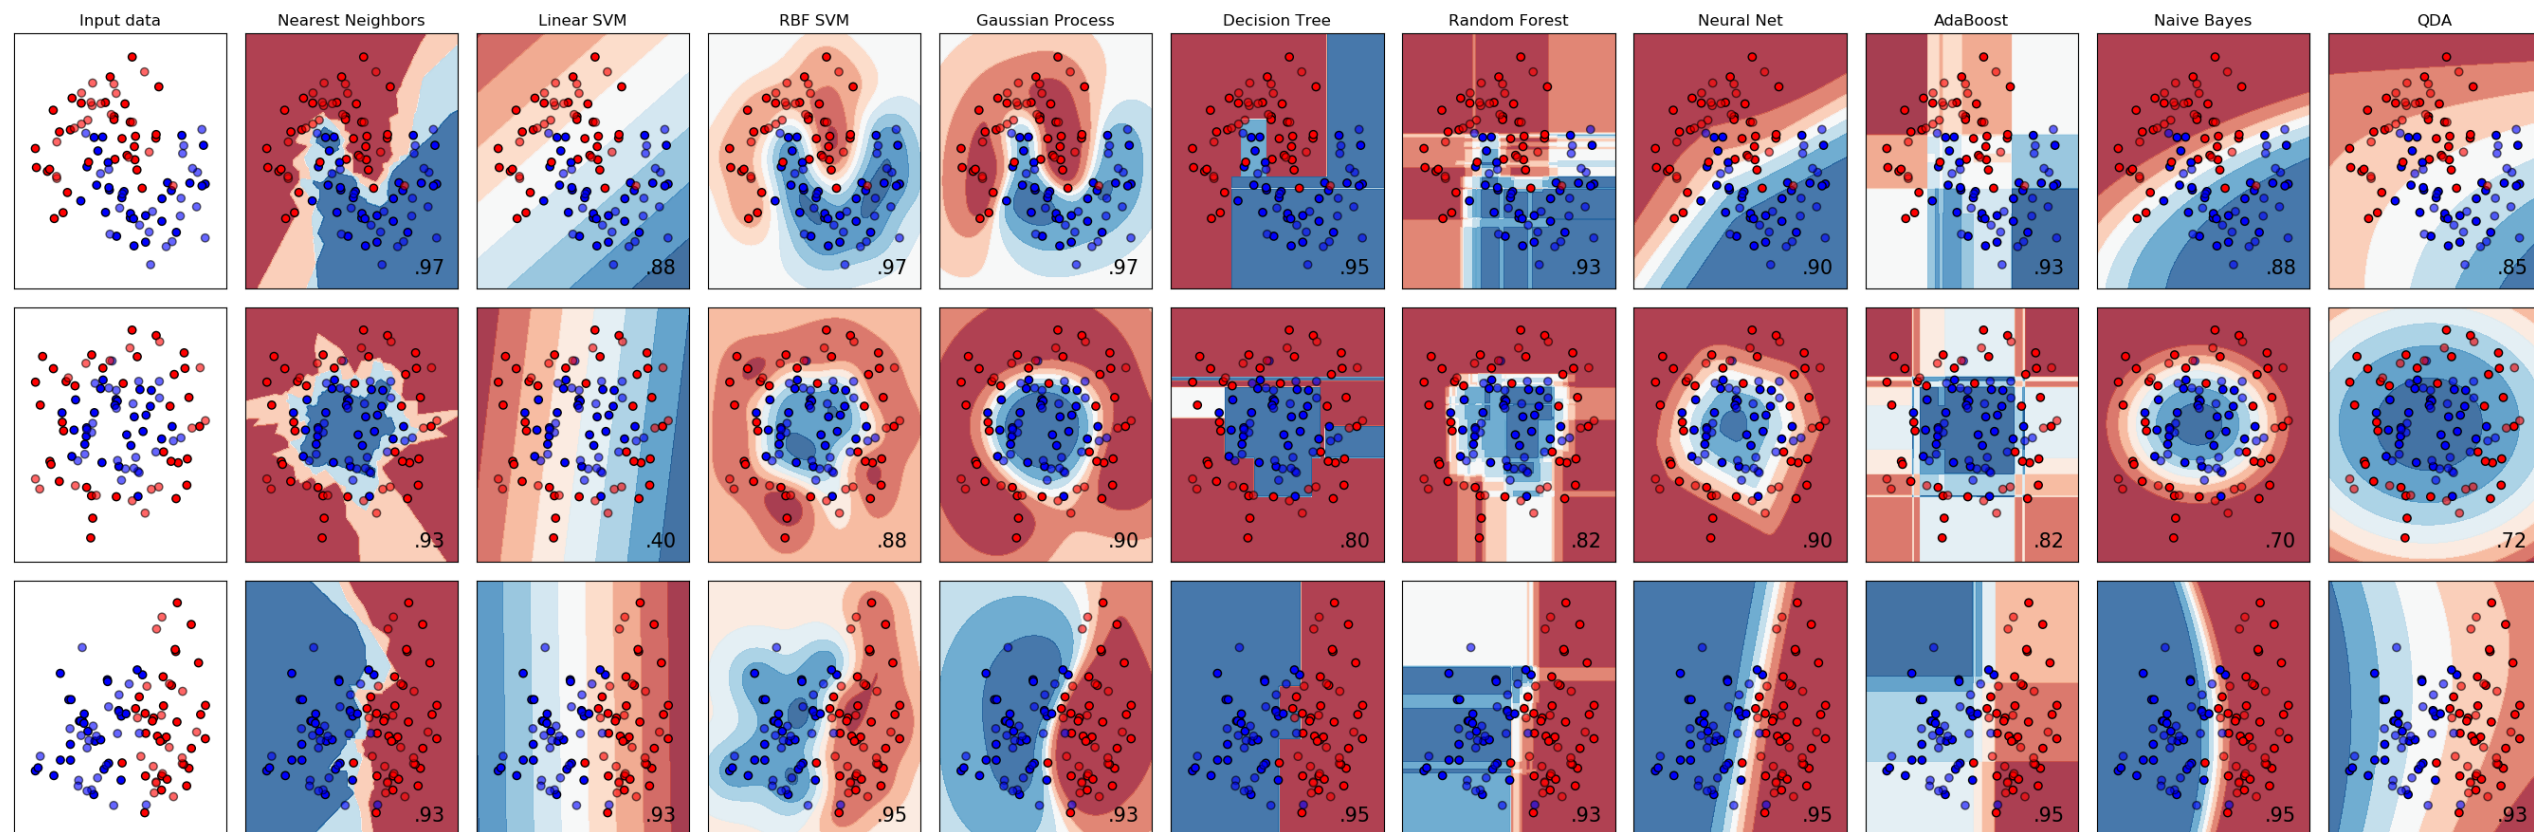 Input data Nearest Neighbors Linear SVM RBF SVM Gaussian Process Decision Tree Random Forest Neural Net AdaBoost Naive Bayes QDA
.97 .88 .97 .97 .95 .93 .90 .93 .88 .85
.93 .40 .88 .90 .80 .82 .90 .82 .70 .72
.93 .93 .95 .93 .95 .93 .95 .95 .95 .93